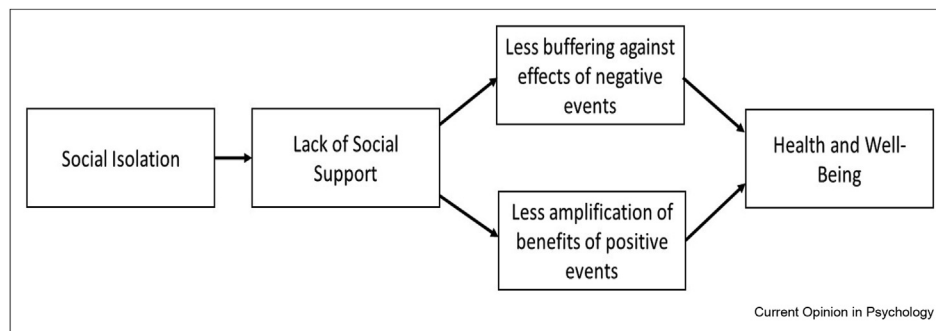 Social Isolation
Lack of Social
Support
Less buffering against
effects of negative
events
Less amplification of
benefits of positive
events
Health and Well-
Being
Current Opinion in Psychology